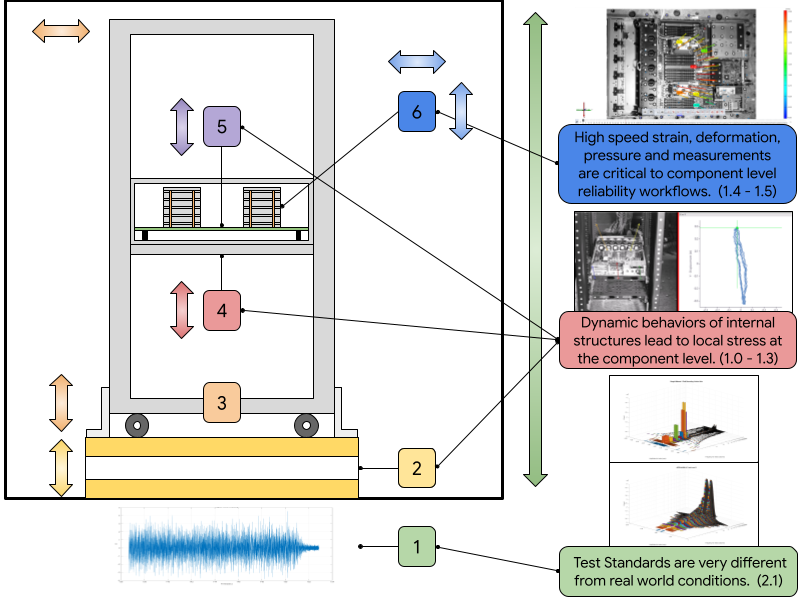 5
6
4
3
2
1
High speed strain, deformation,
pressure and measurements
are critical to component level
reliability workflows. (1.4 - 1.5)
Dynamic behaviors of internal
structures lead to local stress at
the component level. (1.0 - 1.3)
Test Standards are very different
from real world conditions. (2.1)